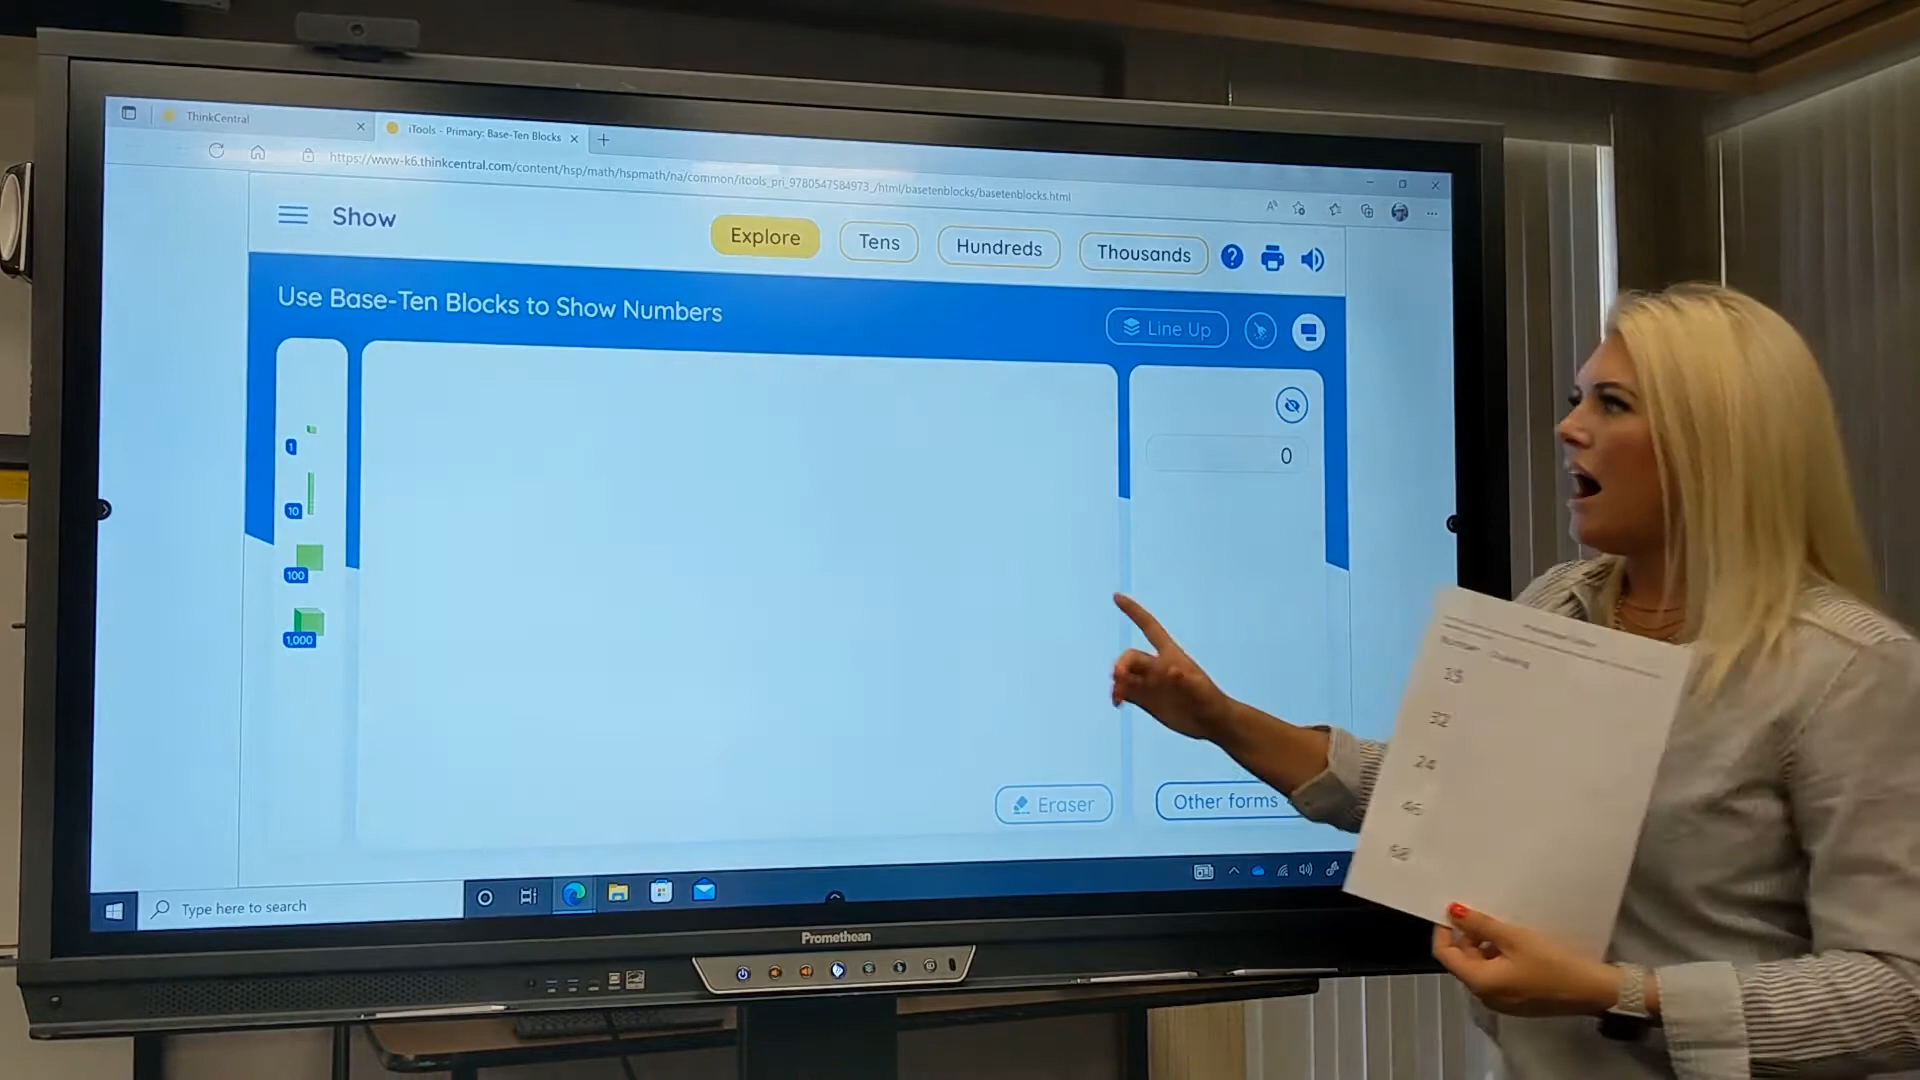 ThinkCentral
iTools - Primary: Base-Ten Blocks
https://www-k6.thinkcentral.com/content/hsp/math/hspmath/na/common/itools_pri_9780547584973_/html/basetenblocks/basetenblocks.html
Show
Explore
Tens
Hundreds
Thousands
?
Use Base-Ten Blocks to Show Numbers
Line Up
1
10
100
1,000
0
Eraser
Other forms
Type here to search
Promethean
15
32
24
46